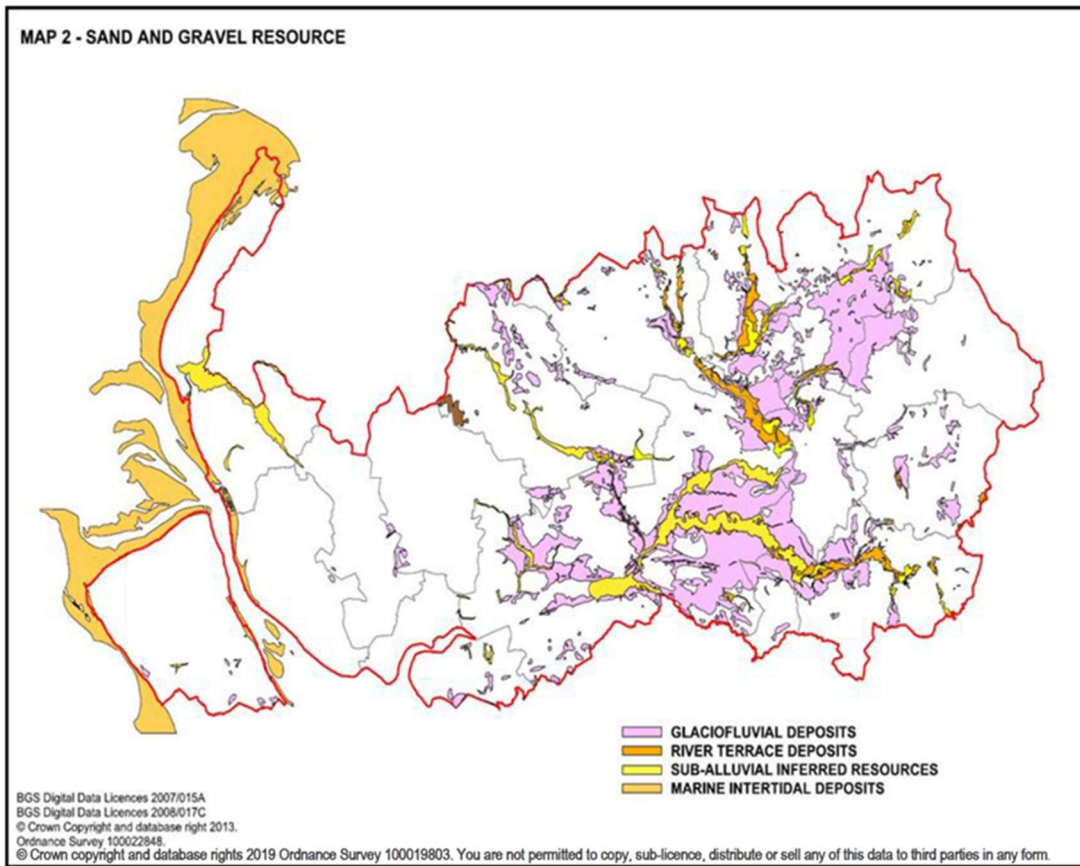 MAP 2 - SAND AND GRAVEL RESOURCE
GLACIOFLUVIAL DEPOSITS
RIVER TERRACE DEPOSITS
SUB-ALLUVIAL INFERRED RESOURCES
MARINE INTERTIDAL DEPOSITS
BGS Digital Data Licences 2007/015A
BGS Digital Data Licences 2008/017C
© Crown Copyright and database right 2013.
Ordnance Survey 100022848.
© Crown copyright and database rights 2019 Ordnance Survey 100019803. You are not permitted to copy, sub-licence, distribute or sell any of this data to third parties in any form.